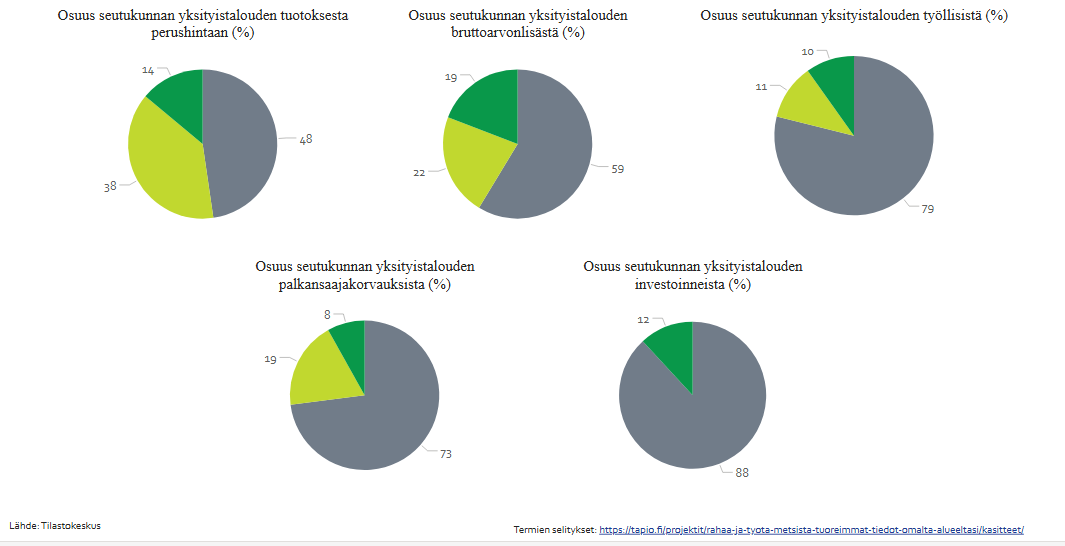 Osuus seutukunnan yksityistalouden tuotoksesta
perushintaan (%)
14
48
38
Osuus seutukunnan yksityistalouden
bruttoarvonlisästä (%)
19
22
59
Osuus seutukunnan yksityistalouden työllisistä (%)
10
11
79
Osuus seutukunnan yksityistalouden
palkansaajakorvauksista (%)
8
19
73
Osuus seutukunnan yksityistalouden
investoinneista (%)
12
88
Lähde: Tilastokeskus
Termien selitykset: https://tapio.fi/projektit/rahaa-ja-tyota-metsista-tuoreimmat-tiedot-omalta-alueeltasi/kasitteet/